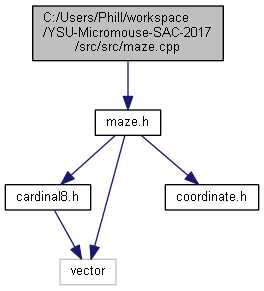 C:/Users/Phill/workspace
/YSU-Micromouse-SAC-2017
/src/src/maze.cpp
maze.h
cardinal8.h
coordinate.h
vector